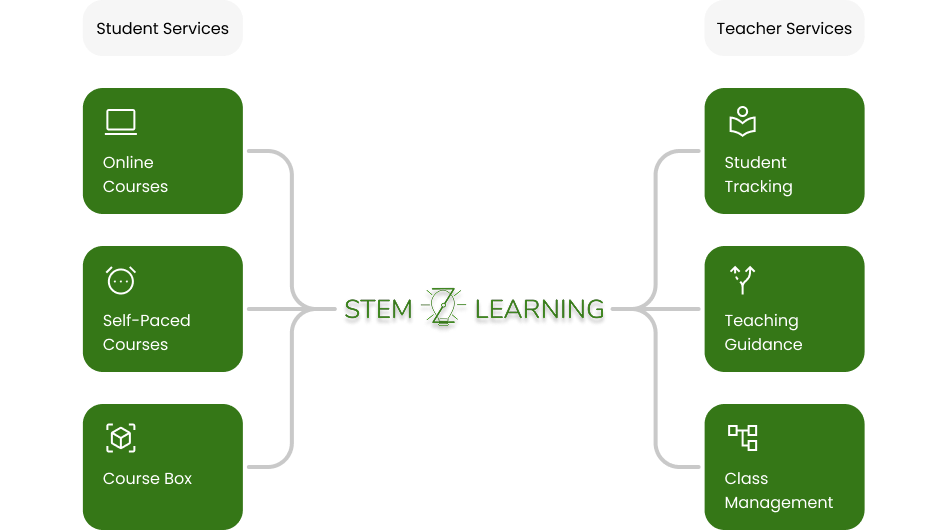 Student Services
Teacher Services
Online
Courses
Student
Tracking
Self-Paced
Courses
STEM Z LEARNING
Teaching
Guidance
Course Box
Class
Management